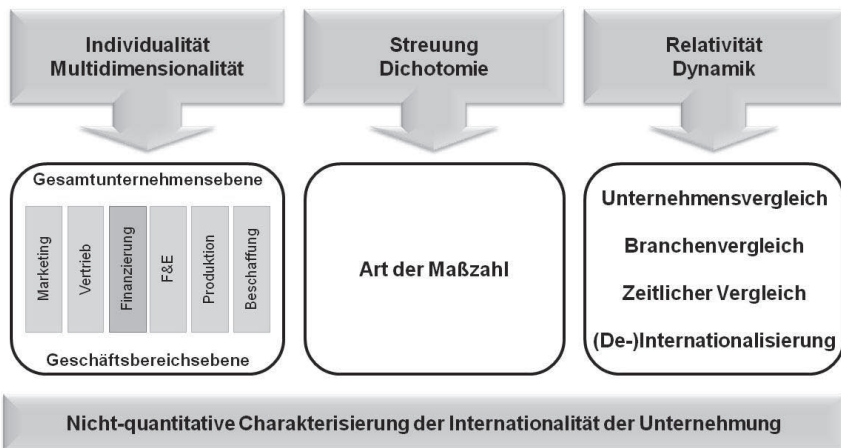 Individualität
Multidimensionalität
Streuung
Dichotomie
Relativität
Dynamik
Gesamtunternehmensebene
Marketing
Vertrieb
Finanzierung
F&E
Produktion
Beschaffung
Geschäftsbereichsebene
Art der Maßzahl
Unternehmensvergleich
Branchenvergleich
Zeitlicher Vergleich
(De-)Internationalisierung
Nicht-quantitative Charakterisierung der Internationalität der Unternehmung